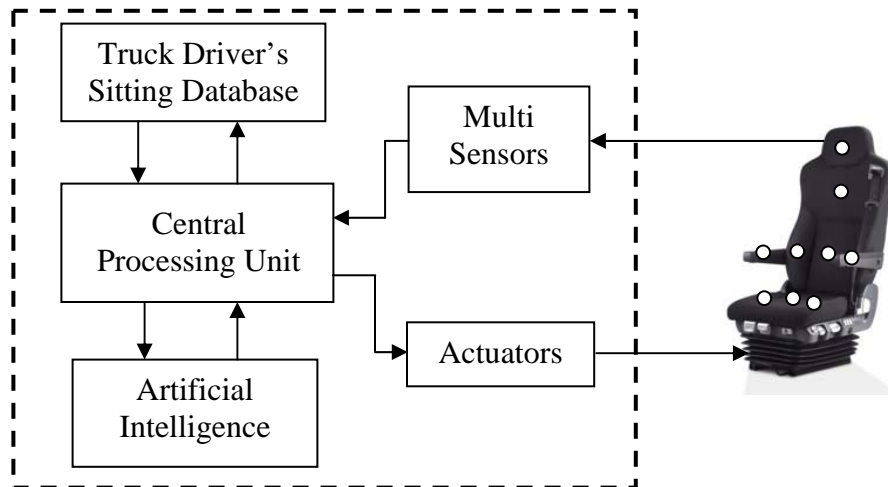 Truck Driver’s
Sitting Database
Multi
Sensors
Central
Processing Unit
Actuators
Artificial
Intelligence